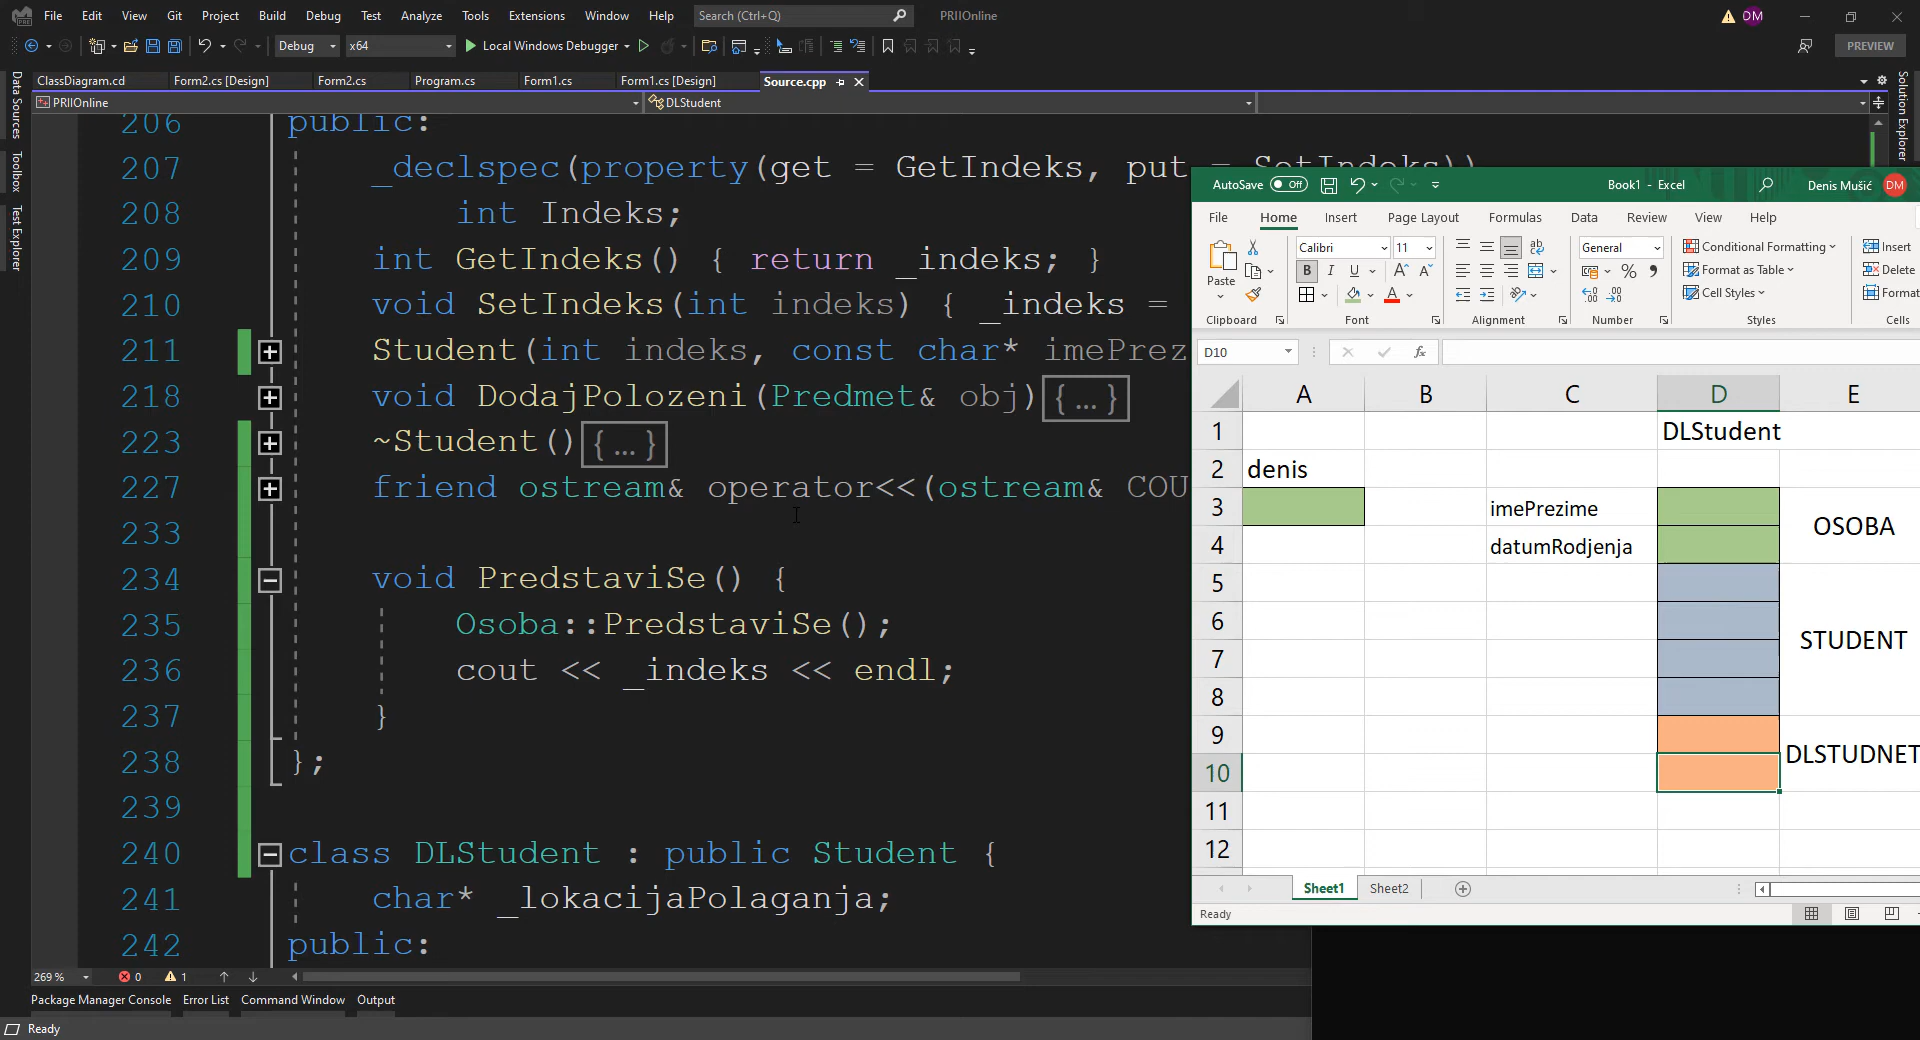 File Edit View Git Project Build Debug Test Analyze Tools Extensions Window Help Search (Ctrl+Q) PRIIOnline DM
Debug x64 Local Windows Debugger PREVIEW
ClassDiagram.cd Form2.cs [Design] Form2.cs Program.cs Form1.cs Form1.cs [Design] Source.cpp
PRIIOnline DLStudent
Data Sources
Toolbox
Test Explorer
Solution Explorer
206 public:
207 _declspec(property(get = GetIndeks, put = SetIndeks))
208 int Indeks;
209 int GetIndeks() { return _indeks; }
210 void SetIndeks(int indeks) { _indeks =
211 Student(int indeks, const char* imePrez
218 void DodajPolozeni(Predmet& obj){ ... }
223 ~Student(){ ... }
227 friend ostream& operator<<(ostream& COU
233
234 void PredstaviSe() {
235 Osoba::PredstaviSe();
236 cout << _indeks << endl;
237 }
238 };
239
240 class DLStudent : public Student {
241 char* _lokacijaPolaganja;
242 public:
269 % 0 1
Package Manager Console Error List Command Window Output
Ready
AutoSave Off Book1 - Excel Denis Mušić DM
File Home Insert Page Layout Formulas Data Review View Help
Paste Calibri 11 General Conditional Formatting Insert
B I U Format as Table Delete
Cell Styles Format
Clipboard Font Alignment Number Styles Cells
D10 fx
A B C D E
1 DLStudent
2 denis
3 imePrezime
OSOBA
4 datumRodjenja
5
6
STUDENT
7
8
9
DLSTUDNET
10
11
12
Sheet1 Sheet2
Ready